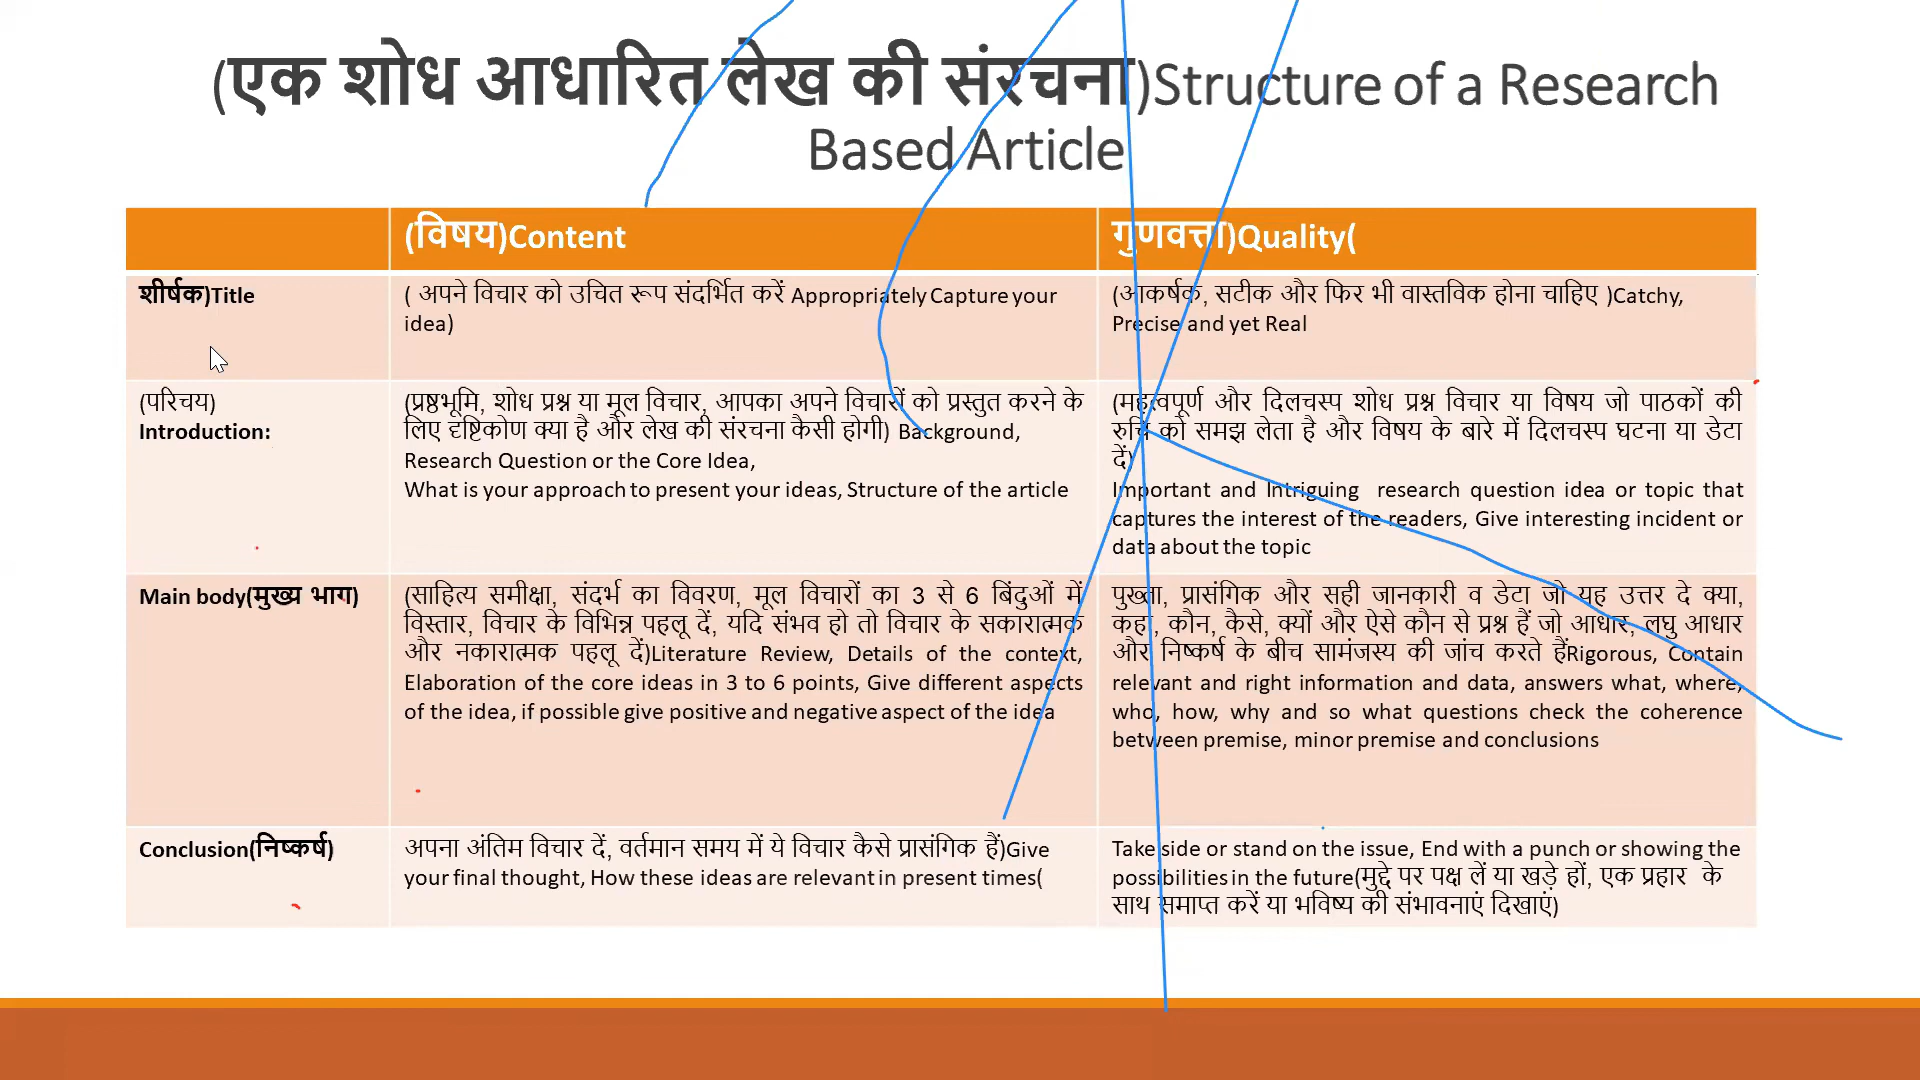 (एक शोध आधारित लेख की संरचना)Structure of a Research
Based Article
(विषय)Content
गुणवत्ता)Quality(
शीर्षक)Title
( अपने विचार को उचित रूप संदर्भित करें Appropriately Capture your
idea)
(आकर्षक, सटीक और फिर भी वास्तविक होना चाहिए )Catchy,
Precise and yet Real
(परिचय)
Introduction:
(प्रष्ठभूमि, शोध प्रश्न या मूल विचार, आपका अपने विचारों को प्रस्तुत करने के
लिए दृष्टिकोण क्या है और लेख की संरचना कैसी होगी) Background,
Research Question or the Core Idea,
What is your approach to present your ideas, Structure of the article
(महत्वपूर्ण और दिलचस्प शोध प्रश्न विचार या विषय जो पाठकों की
रुचि को समझ लेता है और विषय के बारे में दिलचस्प घटना या डेटा
दें)
Important and Intriguing research question idea or topic that
captures the interest of the readers, Give interesting incident or
data about the topic
Main body(मुख्य भाग)
(साहित्य समीक्षा, संदर्भ का विवरण, मूल विचारों का 3 से 6 बिंदुओं में
विस्तार, विचार के विभिन्न पहलू दें, यदि संभव हो तो विचार के सकारात्मक
और नकारात्मक पहलू दें)Literature Review, Details of the context,
Elaboration of the core ideas in 3 to 6 points, Give different aspects
of the idea, if possible give positive and negative aspect of the idea
पुख्ता, प्रासंगिक और सही जानकारी व डेटा जो यह उत्तर दे क्या,
कहा, कौन, कैसे, क्यों और ऐसे कौन से प्रश्न हैं जो आधार, लघु आधार
और निष्कर्ष के बीच सामंजस्य की जांच करते हैंRigorous, Contain
relevant and right information and data, answers what, where,
who, how, why and so what questions check the coherence
between premise, minor premise and conclusions
Conclusion(निष्कर्ष)
अपना अंतिम विचार दें, वर्तमान समय में ये विचार कैसे प्रासंगिक हैं)Give
your final thought, How these ideas are relevant in present times(
Take side or stand on the issue, End with a punch or showing the
possibilities in the future(मुद्दे पर पक्ष लें या खड़े हों, एक प्रहार के
साथ समाप्त करें या भविष्य की संभावनाएं दिखाएं)